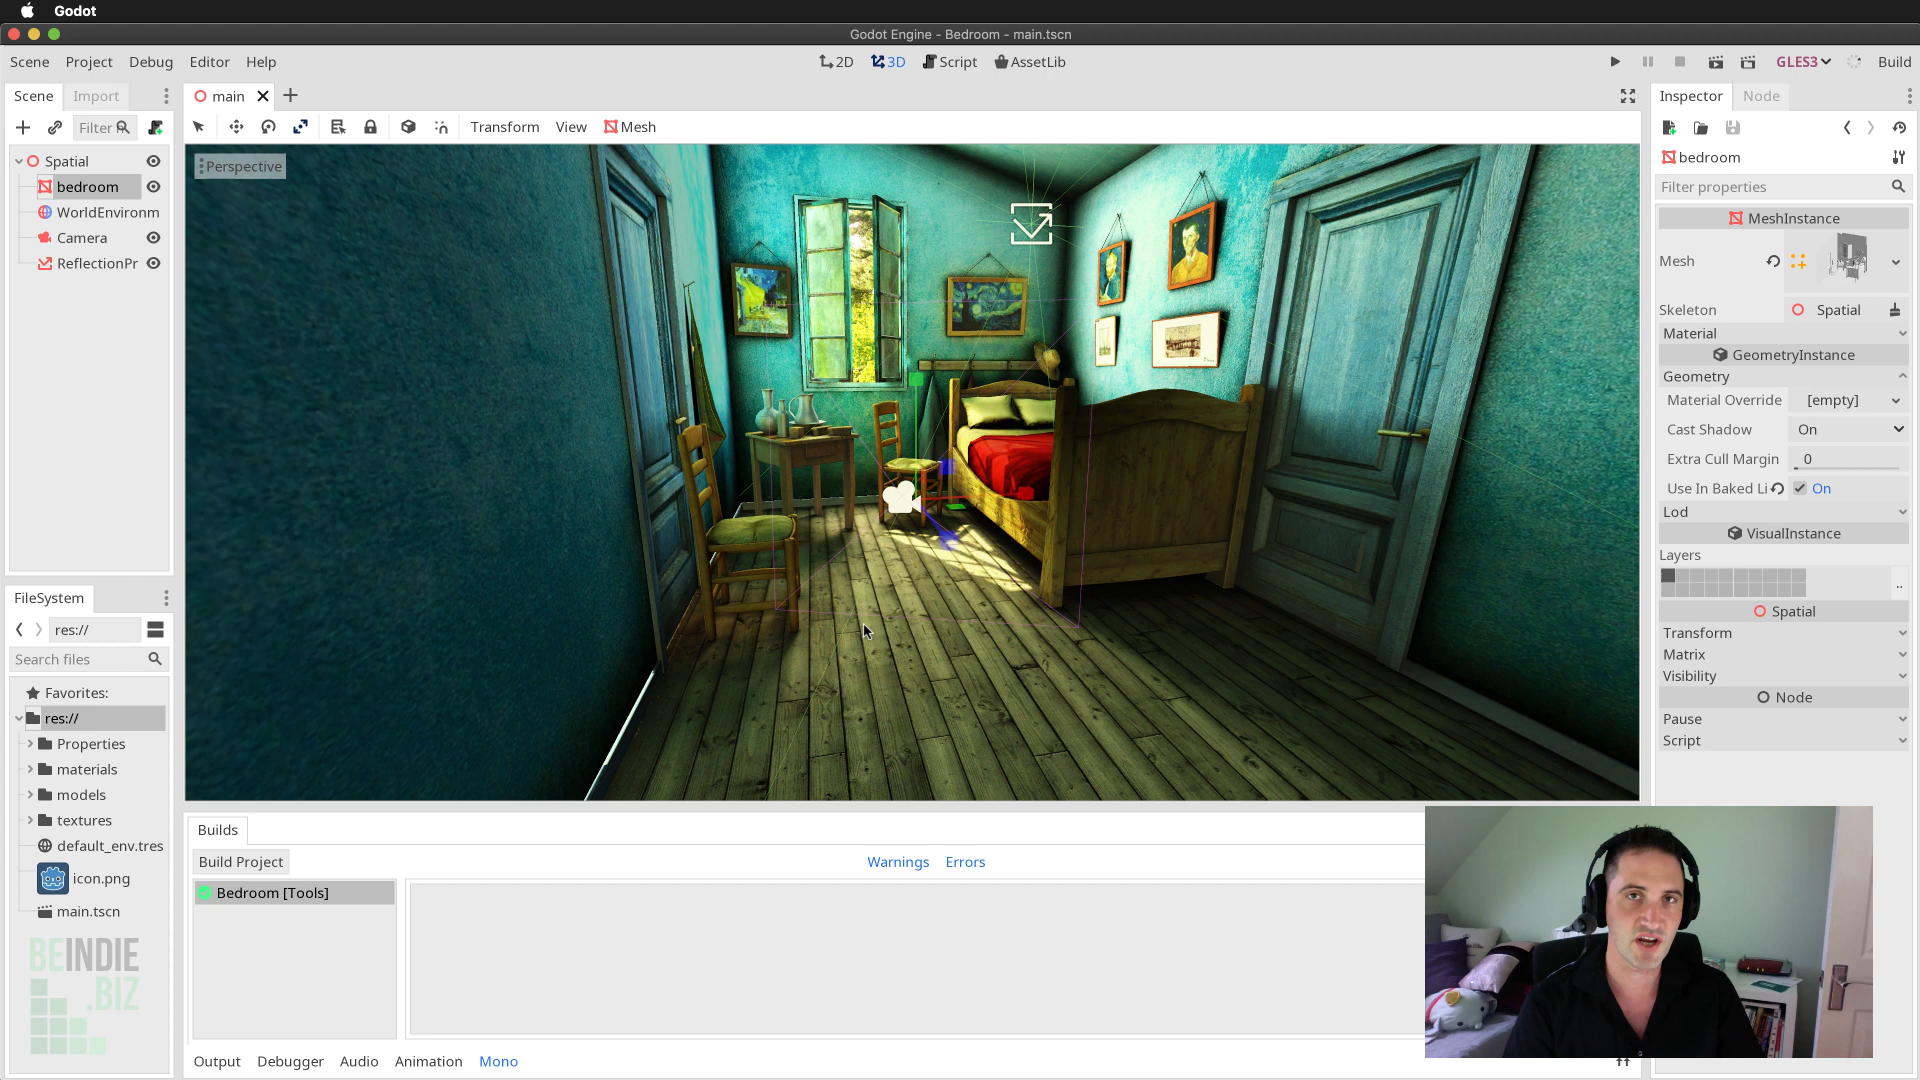 Godot
Godot Engine - Bedroom - main.tscn
Scene Project Debug Editor Help
2D 3D Script AssetLib
GLES3 Build
Scene Import
main
Inspector Node
Filter
Transform View Mesh
Perspective
Spatial
bedroom
WorldEnvironm
Camera
ReflectionPr
bedroom
Filter properties
MeshInstance
Mesh
Skeleton Spatial
Material
GeometryInstance
Geometry
Material Override [empty]
Cast Shadow On
Extra Cull Margin 0
Use In Baked Li On
Lod
VisualInstance
Layers
..
Spatial
Transform
Matrix
Visibility
Node
Pause
Script
FileSystem
res://
Search files
Favorites:
res://
Properties
materials
models
textures
default_env.tres
icon.png
main.tscn
BEINDIE
.BIZ
Builds
Build Project
Warnings Errors
Bedroom [Tools]
Output Debugger Audio Animation Mono